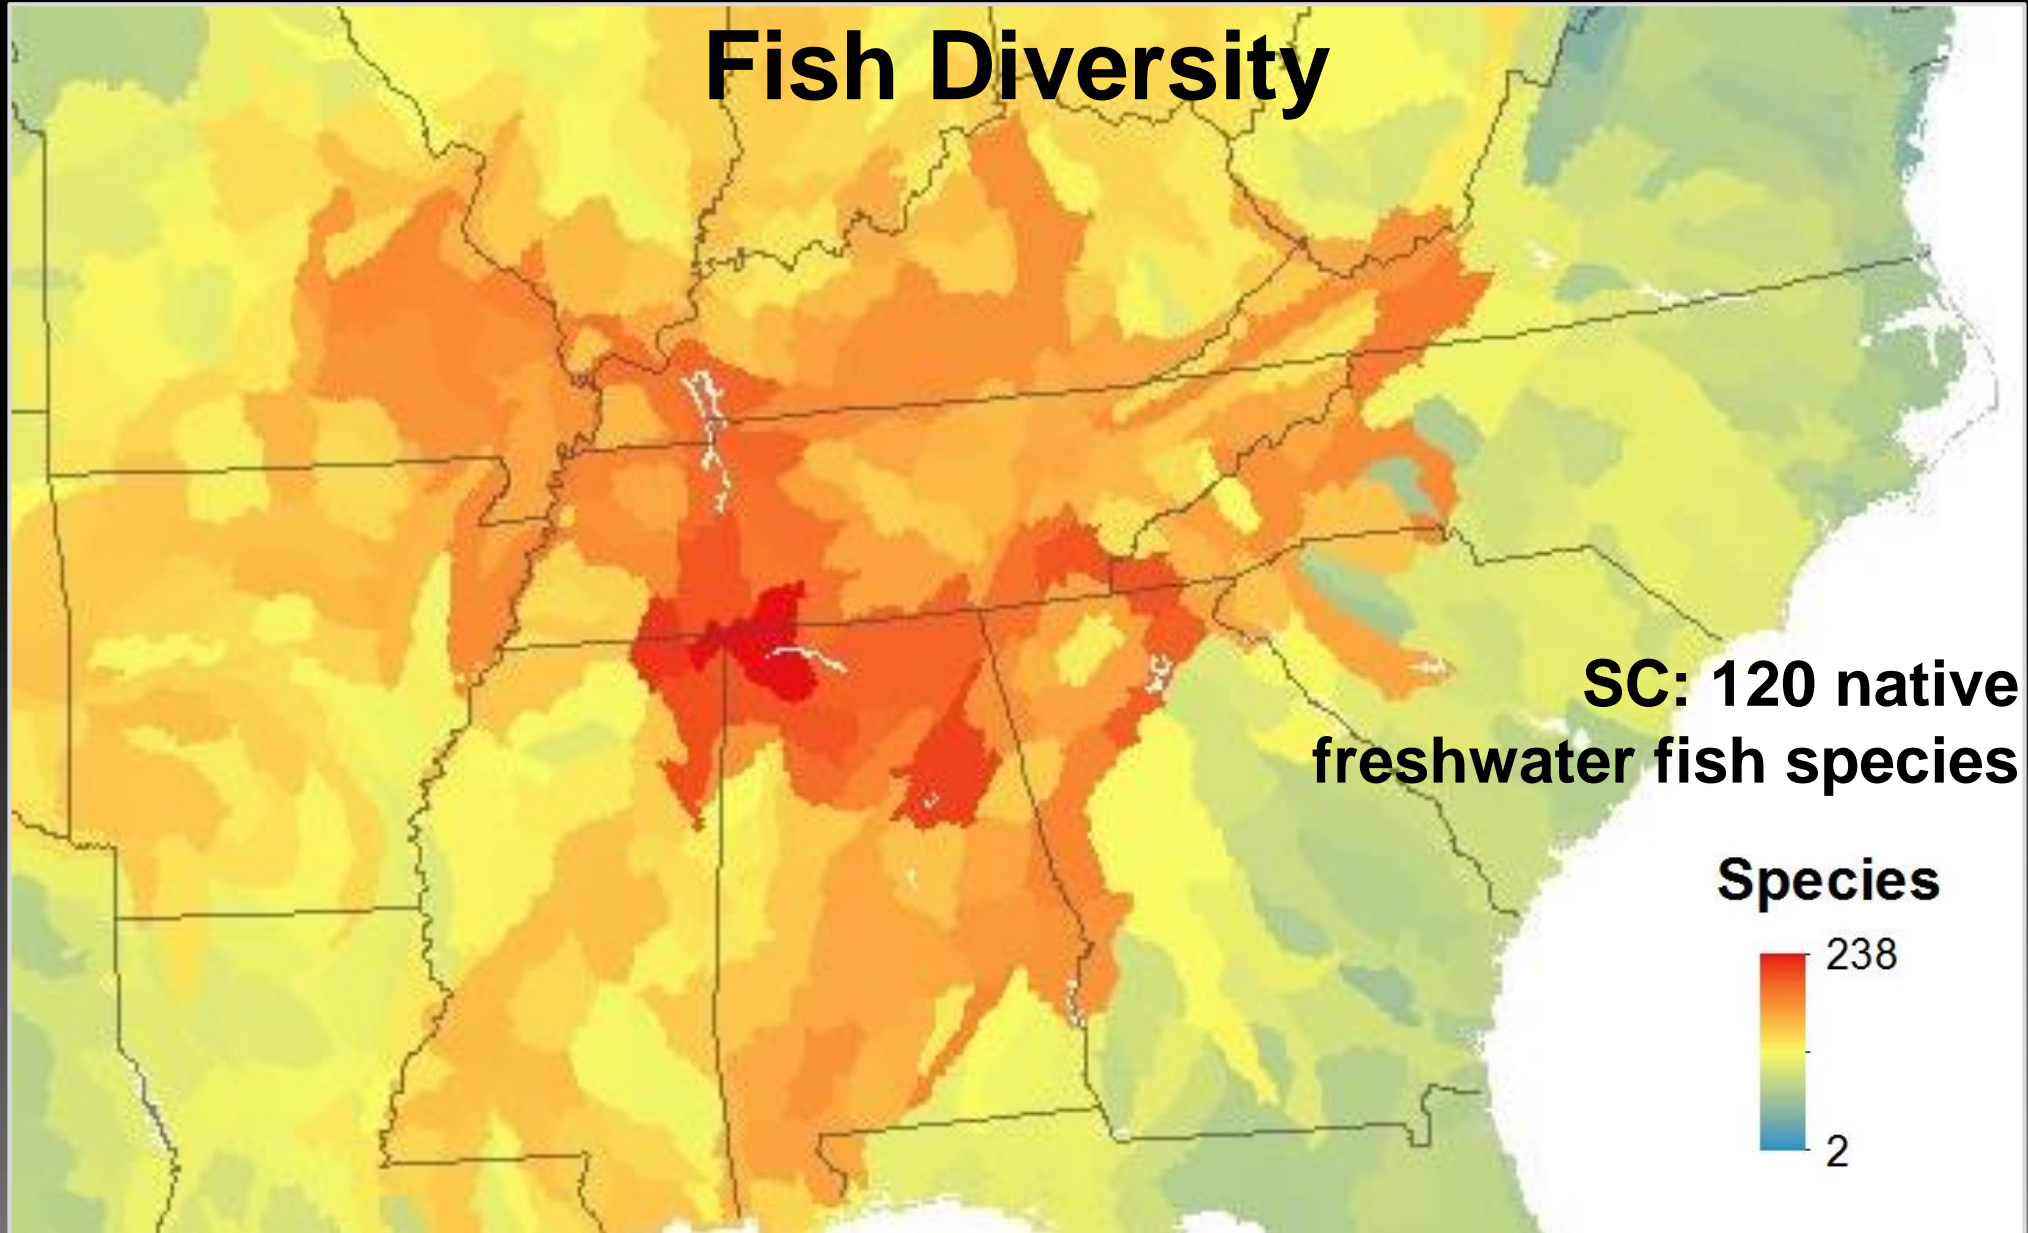 Fish Diversity
SC: 120 native
freshwater fish species
Species
238
2